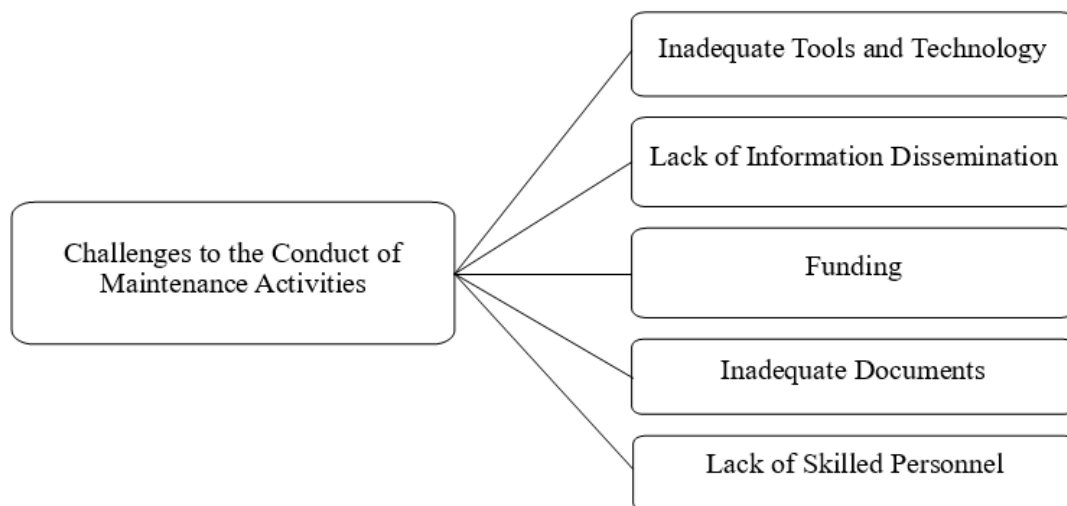 Inadequate Tools and Technology
Lack of Information Dissemination
Challenges to the Conduct of
Maintenance Activities
Funding
Inadequate Documents
Lack of Skilled Personnel